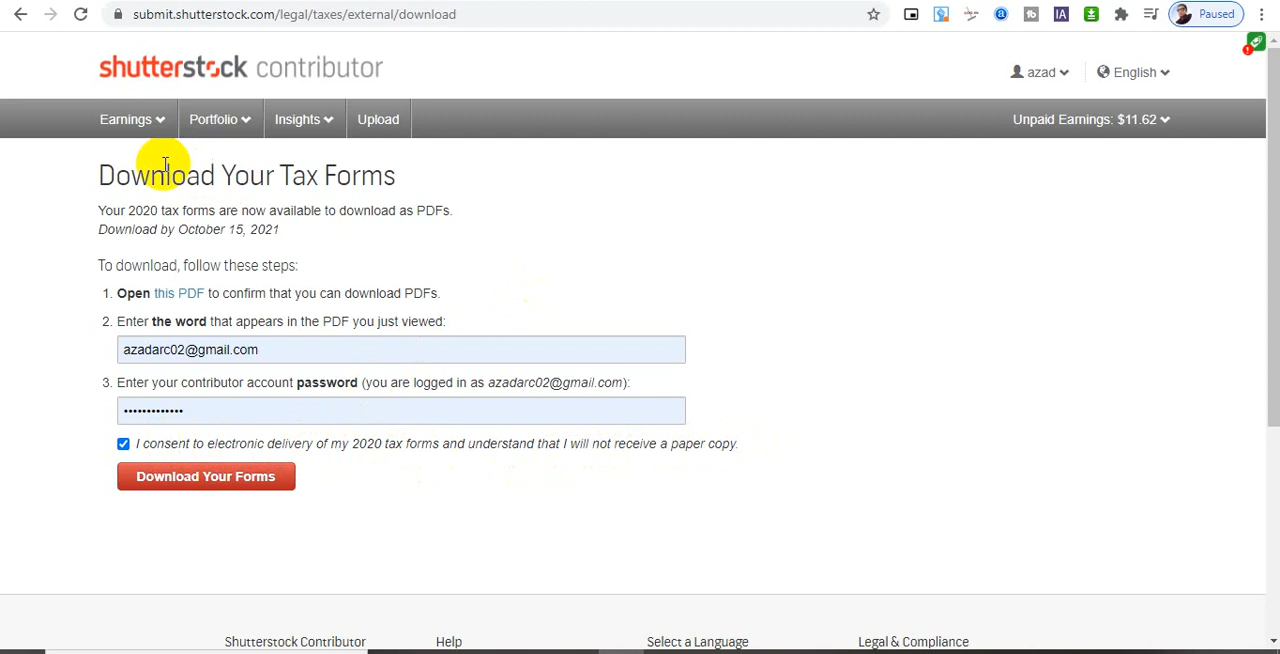 submit.shutterstock.com/legal/taxes/external/download
Paused
shutterstock contributor
azad
English
Earnings
Portfolio
Insights
Upload
Unpaid Earnings: $11.62
Download Your Tax Forms
Your 2020 tax forms are now available to download as PDFs.
Download by October 15, 2021
To download, follow these steps:
1. Open this PDF to confirm that you can download PDFs.
2. Enter the word that appears in the PDF you just viewed:
azadarc02@gmail.com
3. Enter your contributor account password (you are logged in as azadarc02@gmail.com):
•••••••••••••
I consent to electronic delivery of my 2020 tax forms and understand that I will not receive a paper copy.
Download Your Forms
Shutterstock Contributor
Help
Select a Language
Legal & Compliance